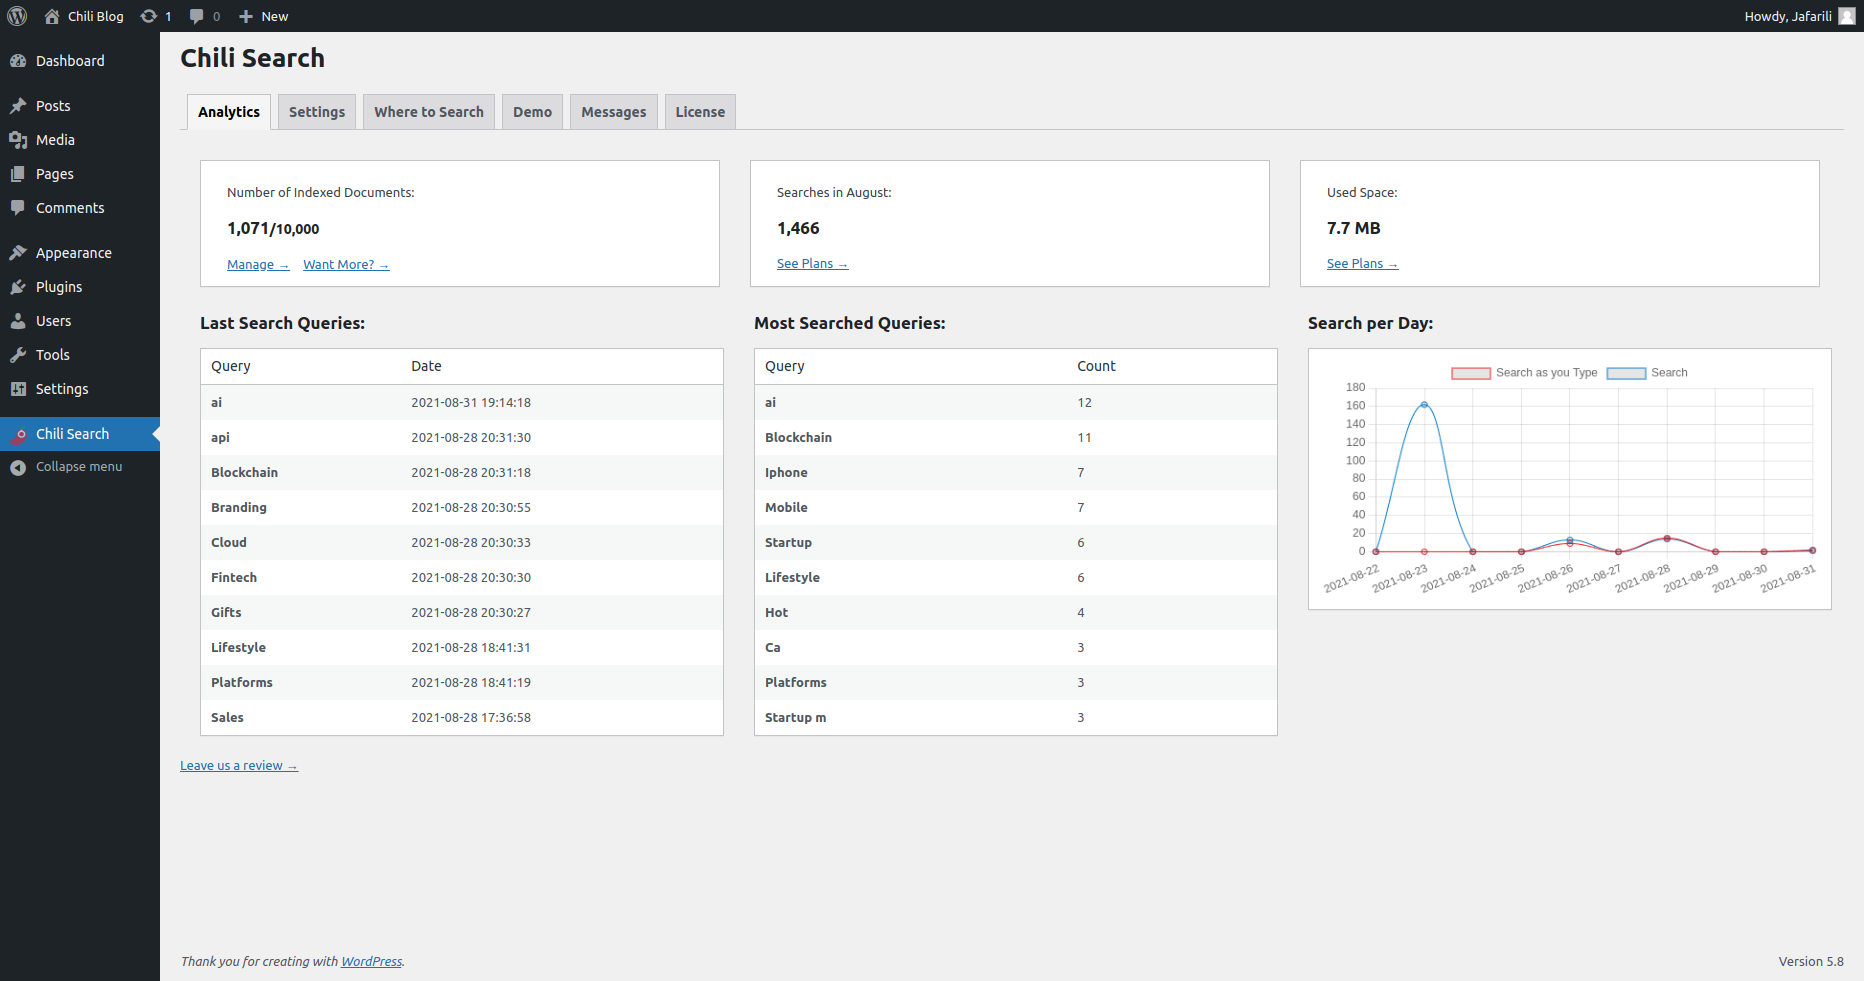 Chili Blog 1 0 New Howdy, Jafarili
Dashboard
Posts
Media
Pages
Comments
Appearance
Plugins
Users
Tools
Settings
Chili Search
Collapse menu
Chili Search
Analytics Settings Where to Search Demo Messages License
Number of Indexed Documents:
1,071/10,000
Manage → Want More? →
Searches in August:
1,466
See Plans →
Used Space:
7.7 MB
See Plans →
Last Search Queries:
Query Date
ai 2021-08-31 19:14:18
api 2021-08-28 20:31:30
Blockchain 2021-08-28 20:31:18
Branding 2021-08-28 20:30:55
Cloud 2021-08-28 20:30:33
Fintech 2021-08-28 20:30:30
Gifts 2021-08-28 20:30:27
Lifestyle 2021-08-28 18:41:31
Platforms 2021-08-28 18:41:19
Sales 2021-08-28 17:36:58
Most Searched Queries:
Query Count
ai 12
Blockchain 11
Iphone 7
Mobile 7
Startup 6
Lifestyle 6
Hot 4
Ca 3
Platforms 3
Startup m 3
Search per Day:
Search as you Type Search
180
160
140
120
100
80
60
40
20
0
2021-08-22 2021-08-23 2021-08-24 2021-08-25 2021-08-26 2021-08-27 2021-08-28 2021-08-29 2021-08-30 2021-08-31
Leave us a review →
Thank you for creating with WordPress.
Version 5.8